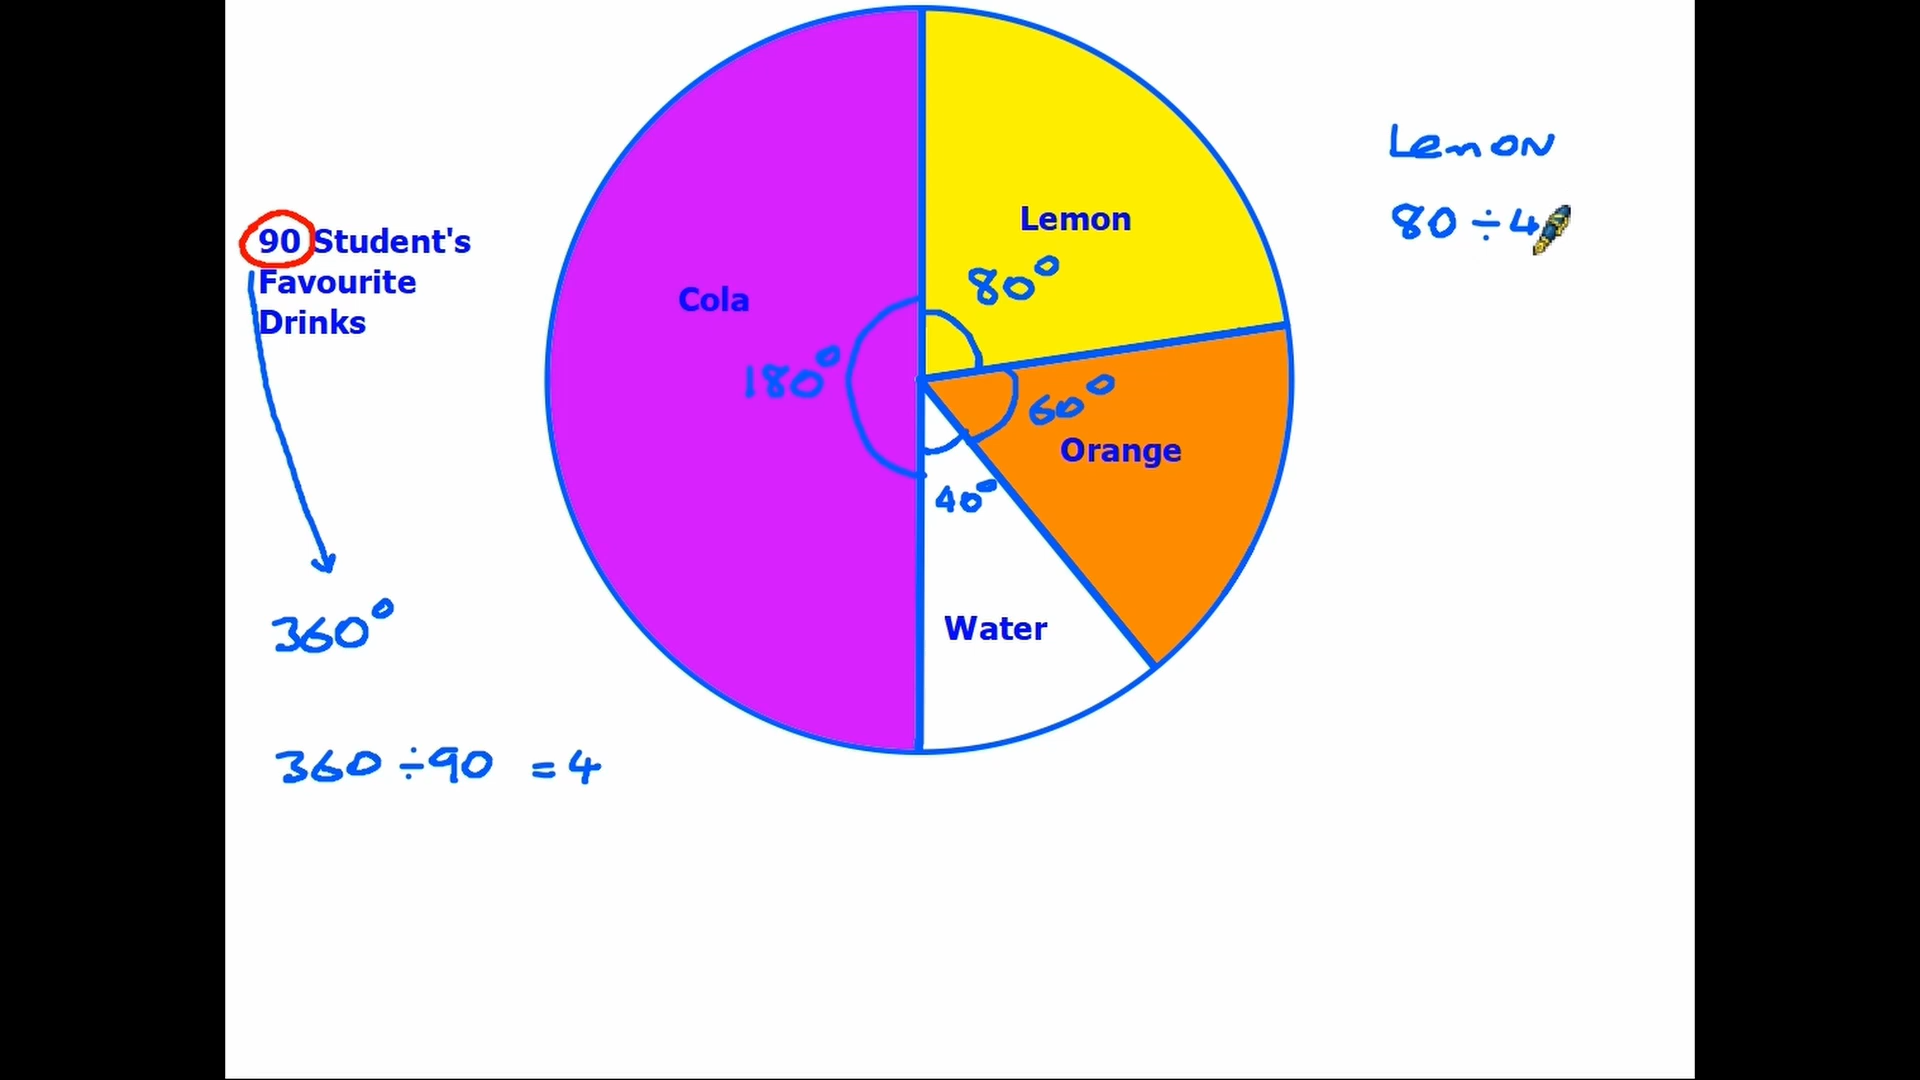 90 Student's
Favourite
Drinks
360°
360 ÷ 90 = 4
Cola
180°
Lemon
80°
60°
Orange
40°
Water
Lemon
80 ÷ 4